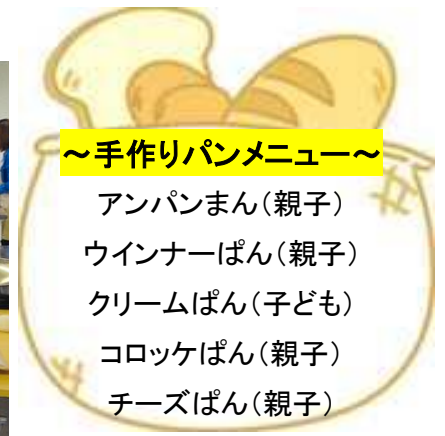 ～手作りパンメニュー～
アンパンまん（親子）
ウインナーぱん（親子）
クリームぱん（子ども）
コロッケぱん（親子）
チーズぱん（親子）